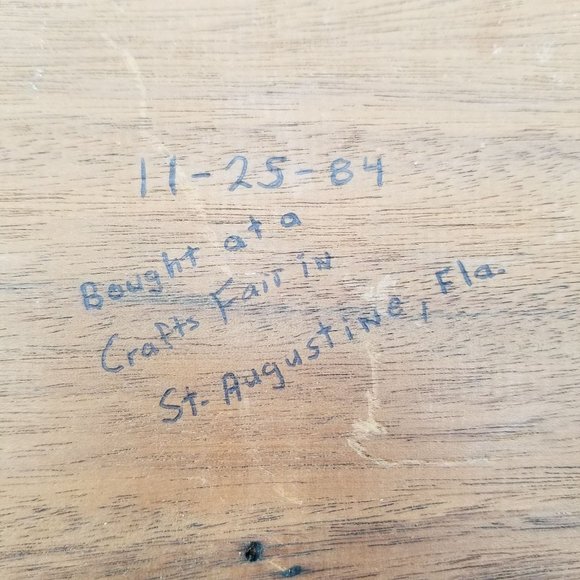 11-25-84
Bought at a
Crafts Fair in
St. Augustine, Fla.